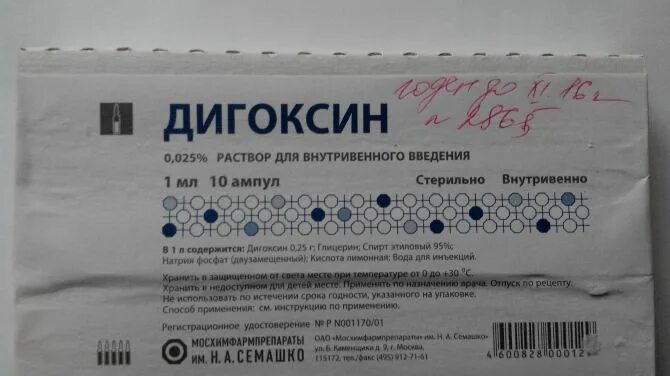 годен до XI 16г
ДИГОКСИН
0,025% РАСТВОР ДЛЯ ВНУТРИВЕННОГО ВВЕДЕНИЯ
1 мл 10 ампул Стерильно Внутривенно
В 1 л содержится: Дигоксин 0,25 г; Глицерин; Спирт этиловый 95%;
Натрия фосфат (двузамещенный); Кислота лимонная; Вода для инъекций.
Хранить в защищенном от света месте при температуре от 0 до +30 °С.
Хранить в недоступном для детей месте. Применять по назначению врача. Отпуск по рецепту.
Не использовать по истечении срока годности, указанного на упаковке.
Способ применения: см. инструкцию по применению.
Регистрационное удостоверение № Р N001170/01
МОСХИМФАРМПРЕПАРАТЫ
ИМ. Н.А.СЕМАШКО
ОАО «Мосхимфармпрепараты» им. Н. А. Семашко»
ул. Б. Каменщики д. 9, г. Москва,
115172, тел./факс (495) 912-71-61
4 600828 00012